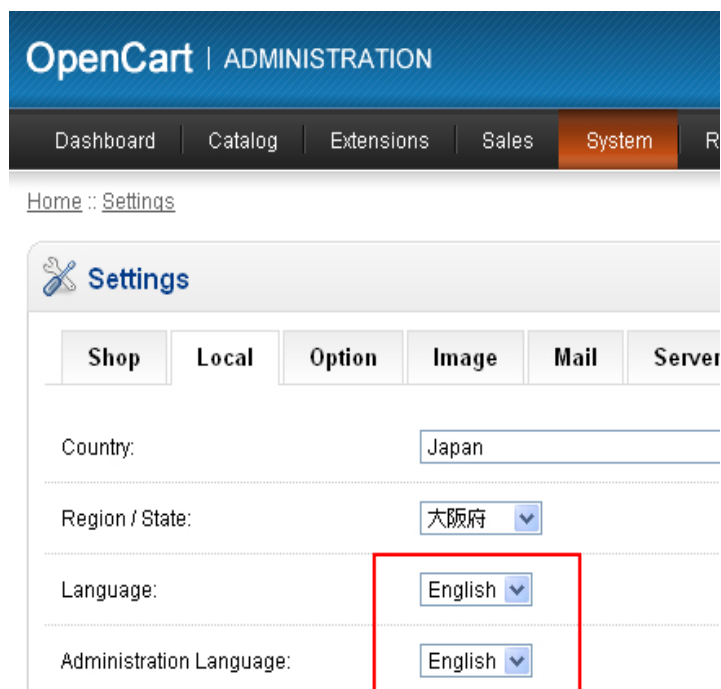 OpenCart | ADMINISTRATION
Dashboard Catalog Extensions Sales System R
Home :: Settings
Settings
Shop Local Option Image Mail Server
Country: Japan
Region / State: 大阪府
Language: English
Administration Language: English